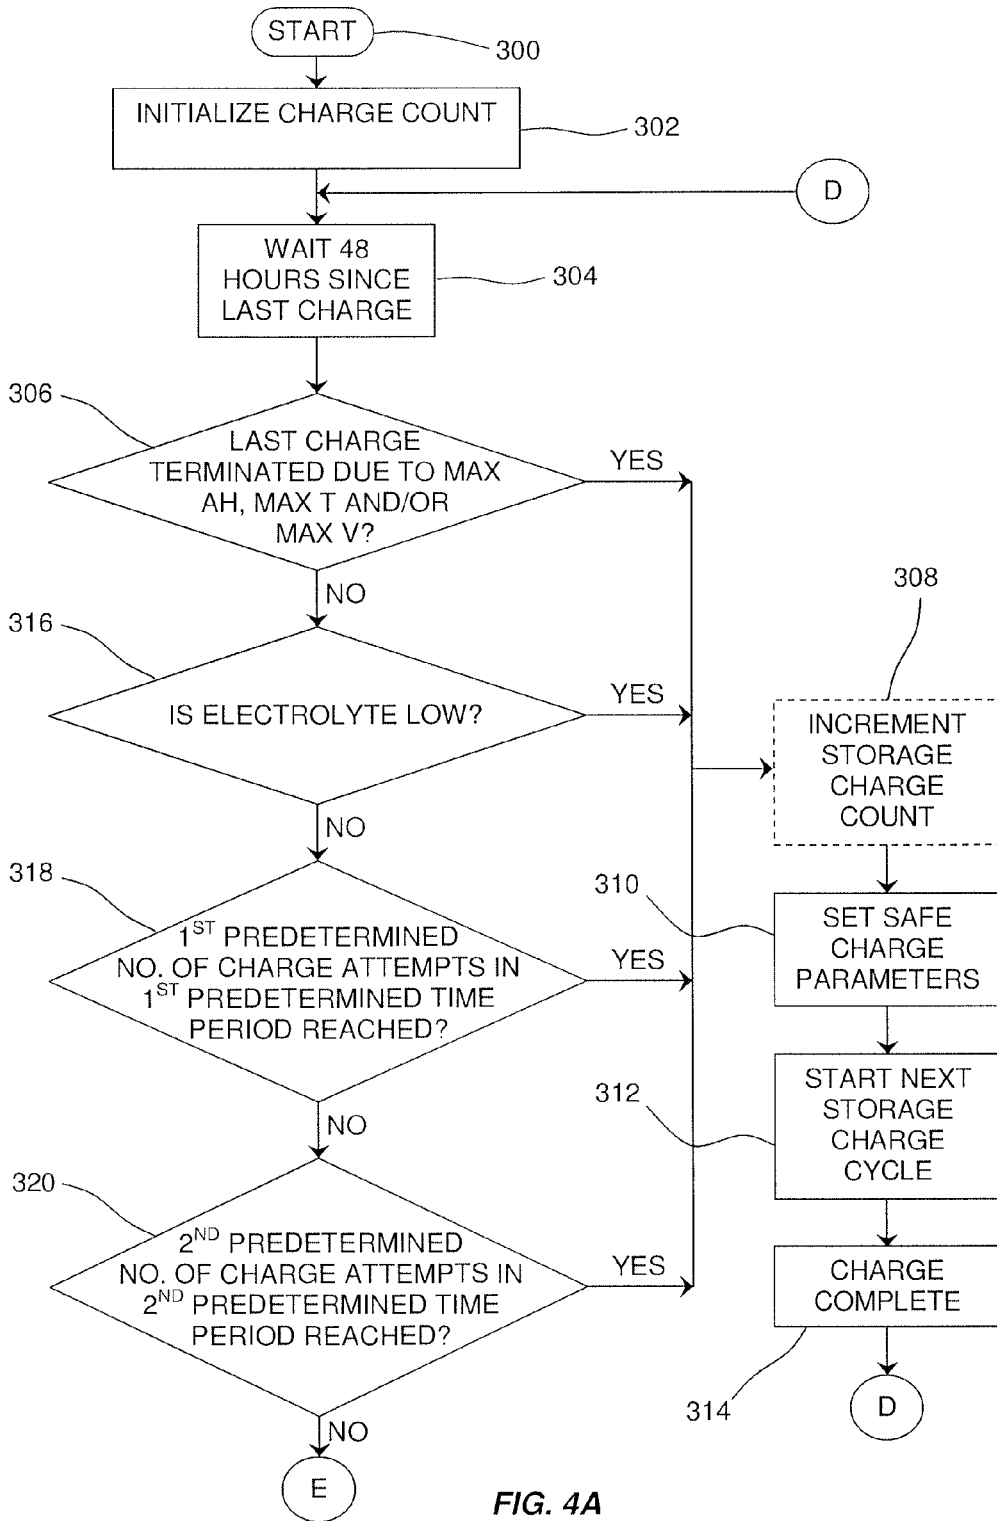 START
300
INITIALIZE CHARGE COUNT
302
D
WAIT 48
HOURS SINCE
LAST CHARGE
304
306
LAST CHARGE
TERMINATED DUE TO MAX
AH, MAX T AND/OR
MAX V?
YES
NO
316
IS ELECTROLYTE LOW?
YES
NO
308
INCREMENT
STORAGE
CHARGE
COUNT
318
1ST PREDETERMINED
NO. OF CHARGE ATTEMPTS IN
1ST PREDETERMINED TIME
PERIOD REACHED?
YES
NO
310
SET SAFE
CHARGE
PARAMETERS
312
START NEXT
STORAGE
CHARGE
CYCLE
320
2ND PREDETERMINED
NO. OF CHARGE ATTEMPTS IN
2ND PREDETERMINED TIME
PERIOD REACHED?
YES
NO
CHARGE
COMPLETE
314
D
E
FIG. 4A